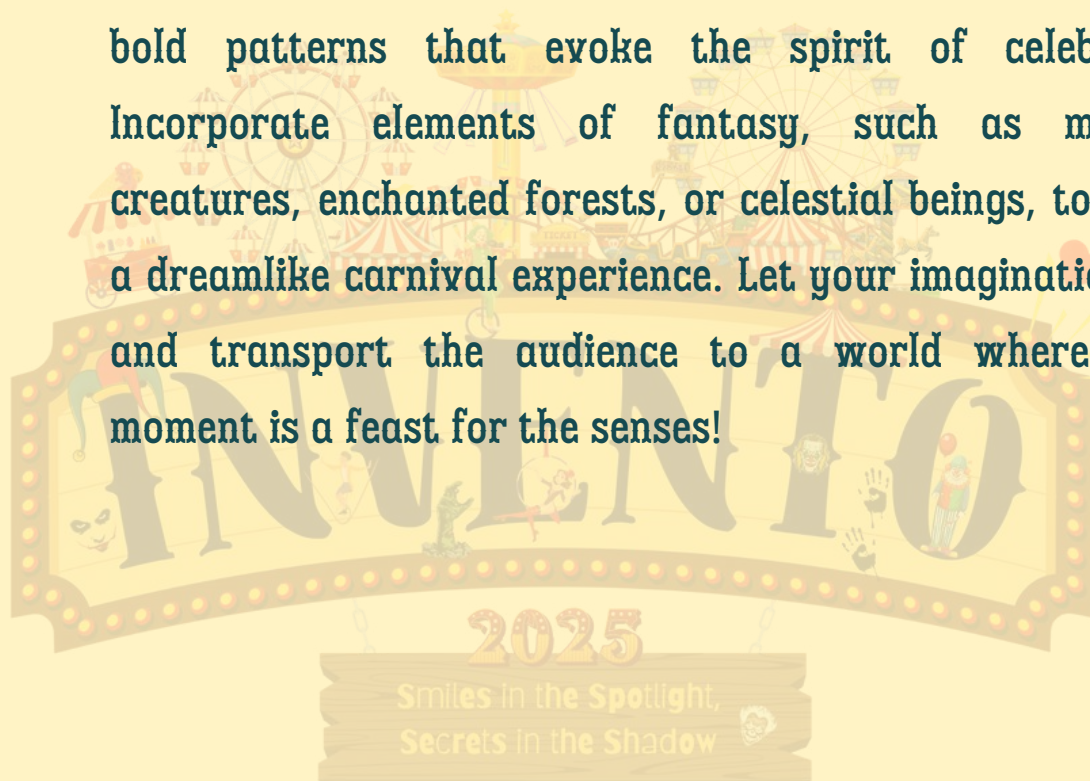 bold patterns that evoke the spirit of celeb
Incorporate elements of fantasy, such as m
creatures, enchanted forests, or celestial beings, to
a dreamlike carnival experience. Let your imaginati
and transport the audience to a world where
moment is a feast for the senses!
TICKET
INVENTO
2025
Smiles in the Spotlight,
Secrets in the Shadow